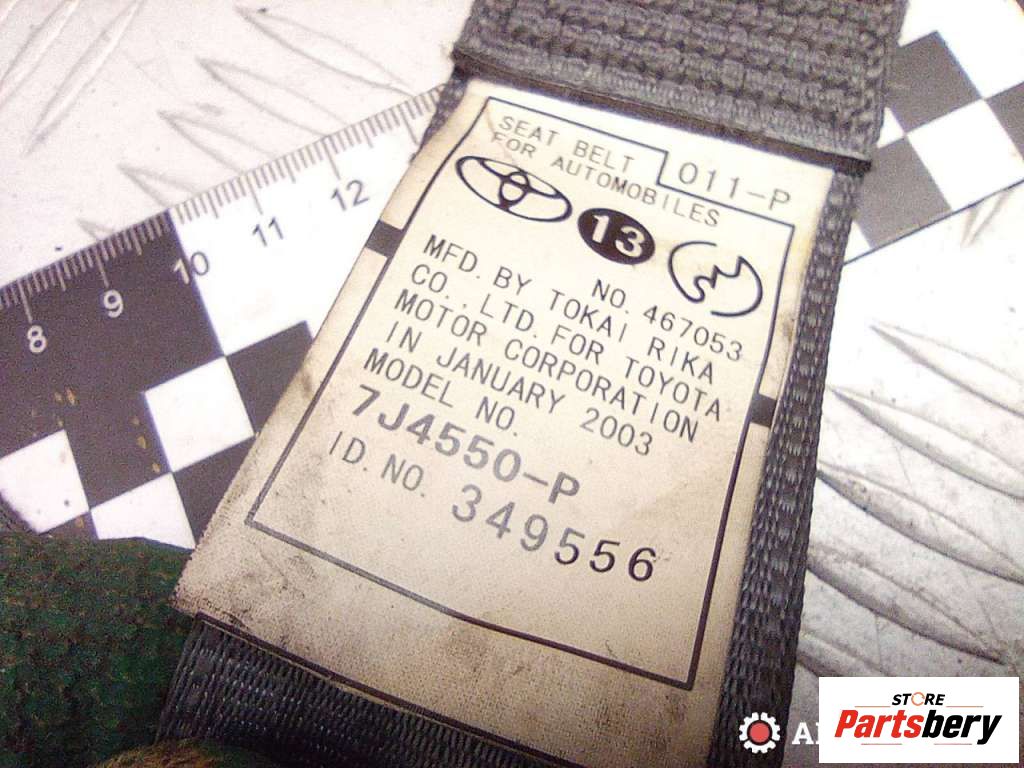 SEAT BELT
FOR AUTOMOBILES
011-P
13
NO. 467053
MFD. BY TOKAI RIKA
CO., LTD. FOR TOYOTA
MOTOR CORPORATION
IN JANUARY 2003
MODEL NO.
7J4550-P
ID. NO. 349556
8 9 10 11 12
STORE
Partsbery